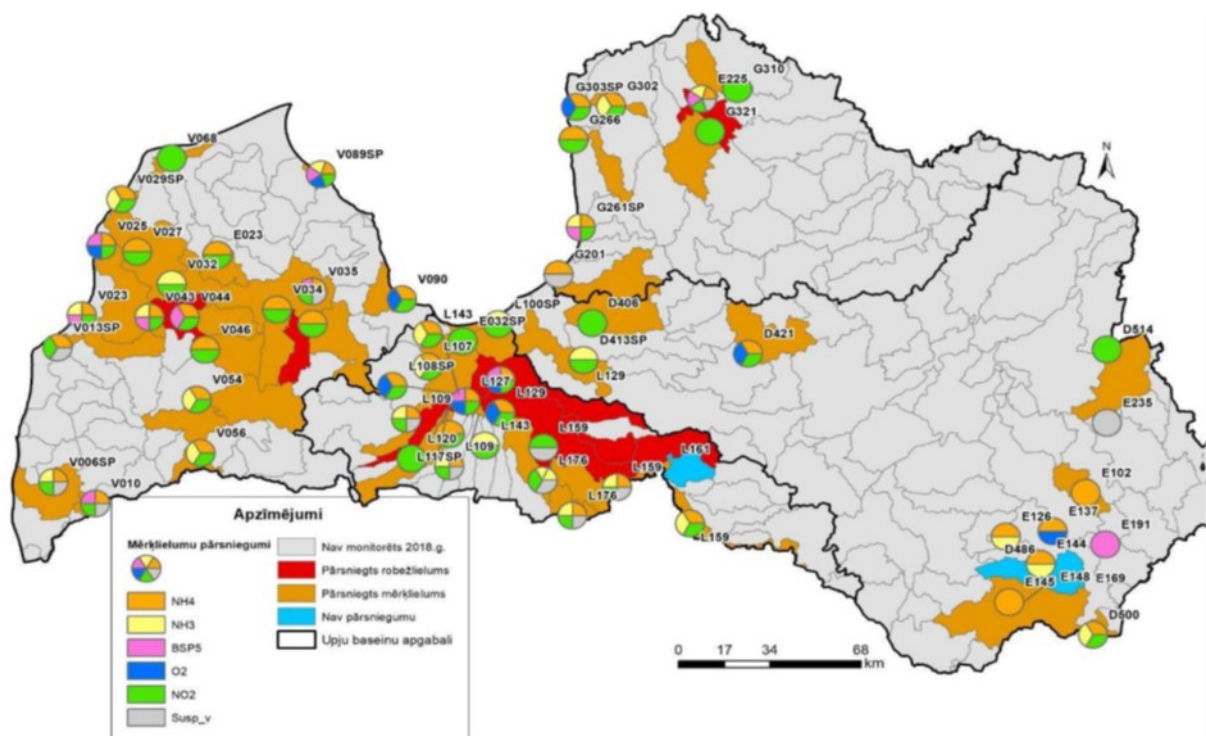 G310
E225
G303SP
G302
G321
G266
V068
V089SP
V029SP
G261SP
V025
V027
E023
G201
V032
V035
V090
V023
V043
V044
V034
L143
E032SP
L100SP
D406
V013SP
V046
L107
D413SP
D421
D514
L108SP
L129
V054
L127
L109
L129
E235
L143
L120
L109
L159
V056
L117SP
L176
L161
L159
E102
V006SP
V010
L176
E126
E137
E191
L159
D486
E144
E145
E148
E169
D500
N
0 17 34 68
km
Apzīmējumi
Mērķlielumu pārsniegumi
NH4
NH3
BSP5
O2
NO2
Susp_v
Nav monitorēts 2018.g.
Pārsniegts robežlielums
Pārsniegts mērķlielums
Nav pārsniegumu
Upju baseinu apgabali